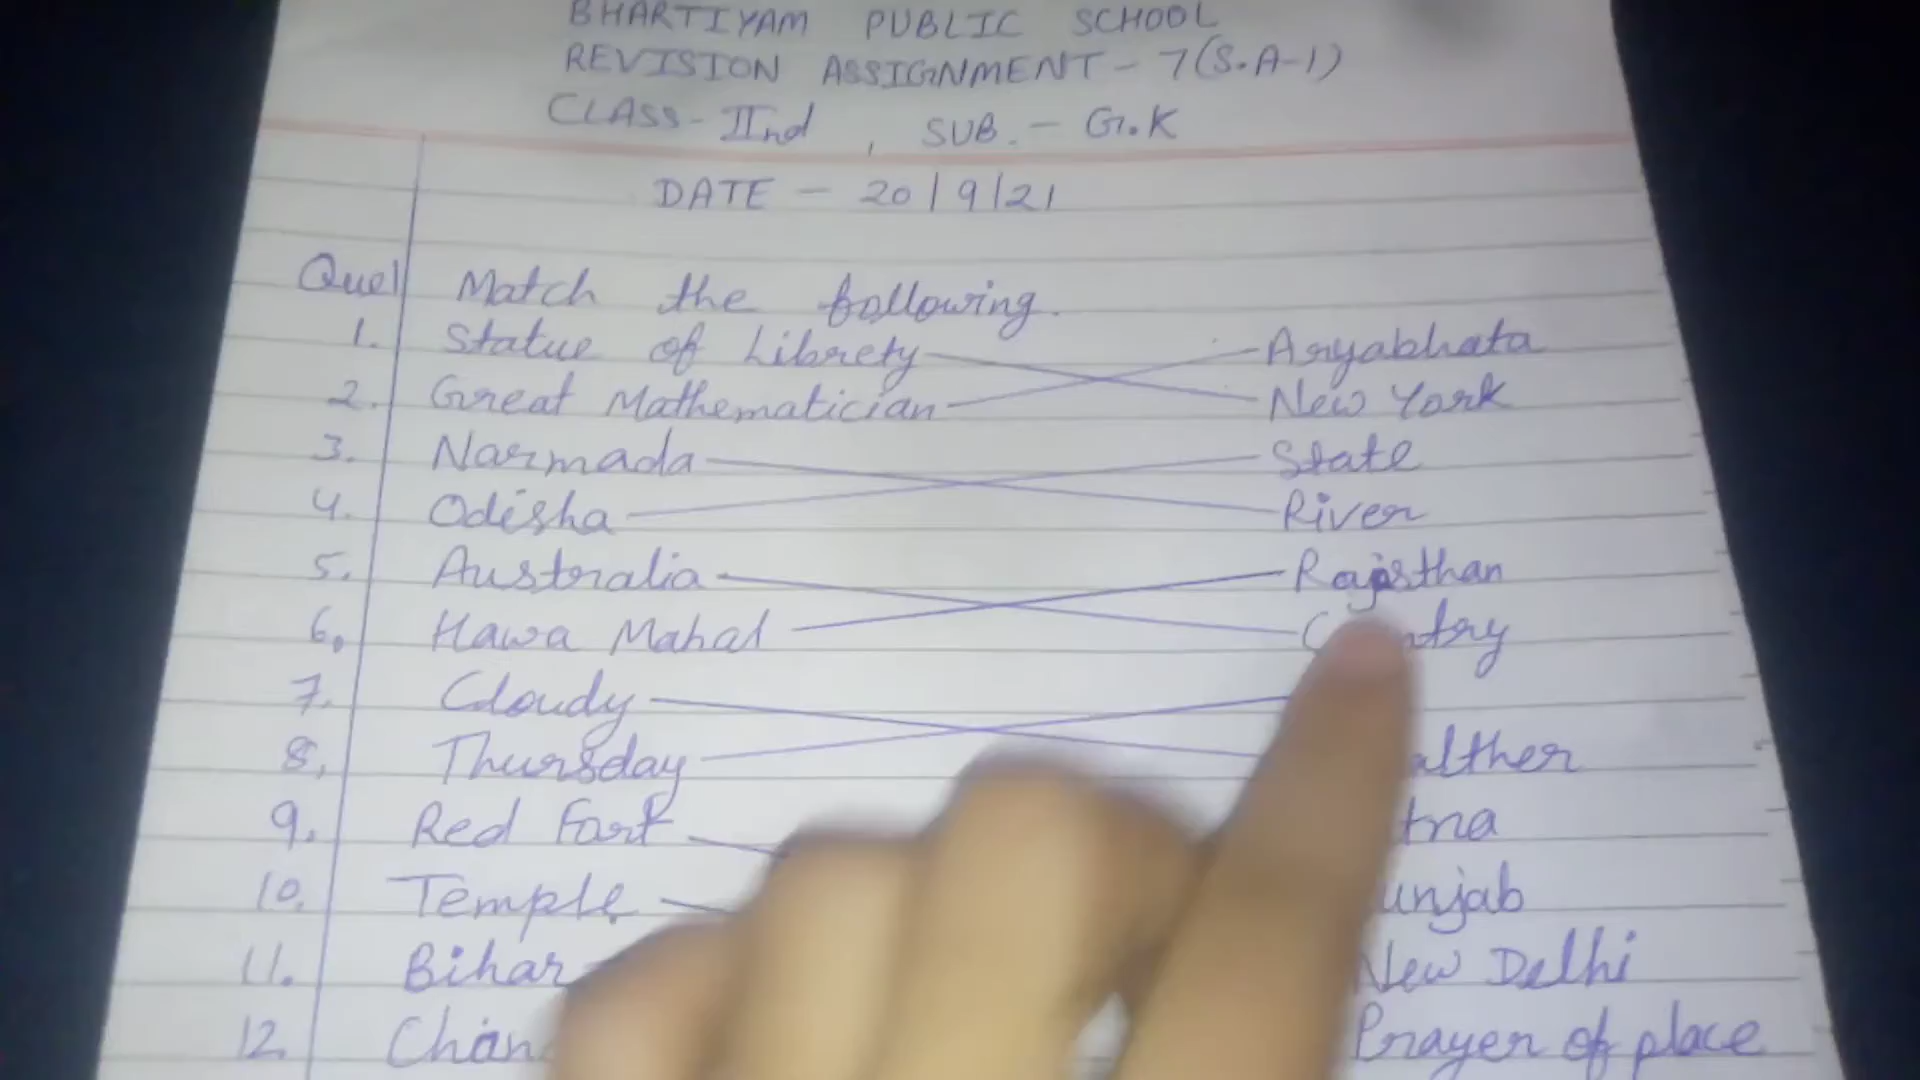 BHARTIYAM PUBLIC SCHOOL
REVISION ASSIGNMENT - 7 (S.A-1)
CLASS - IInd , SUB. - G.K
DATE - 20/9/21
Que1 Match the following.
1. Statue of Librety Aryabhata
2. Great Mathematician New York
3. Narmada State
4. Odisha River
5. Australia Rajasthan
6. Hawa Mahal
7. Cloudy
8. Thursday
9. Red Fort
10. Temple
11. Bihar New Delhi
12. Prayer of place